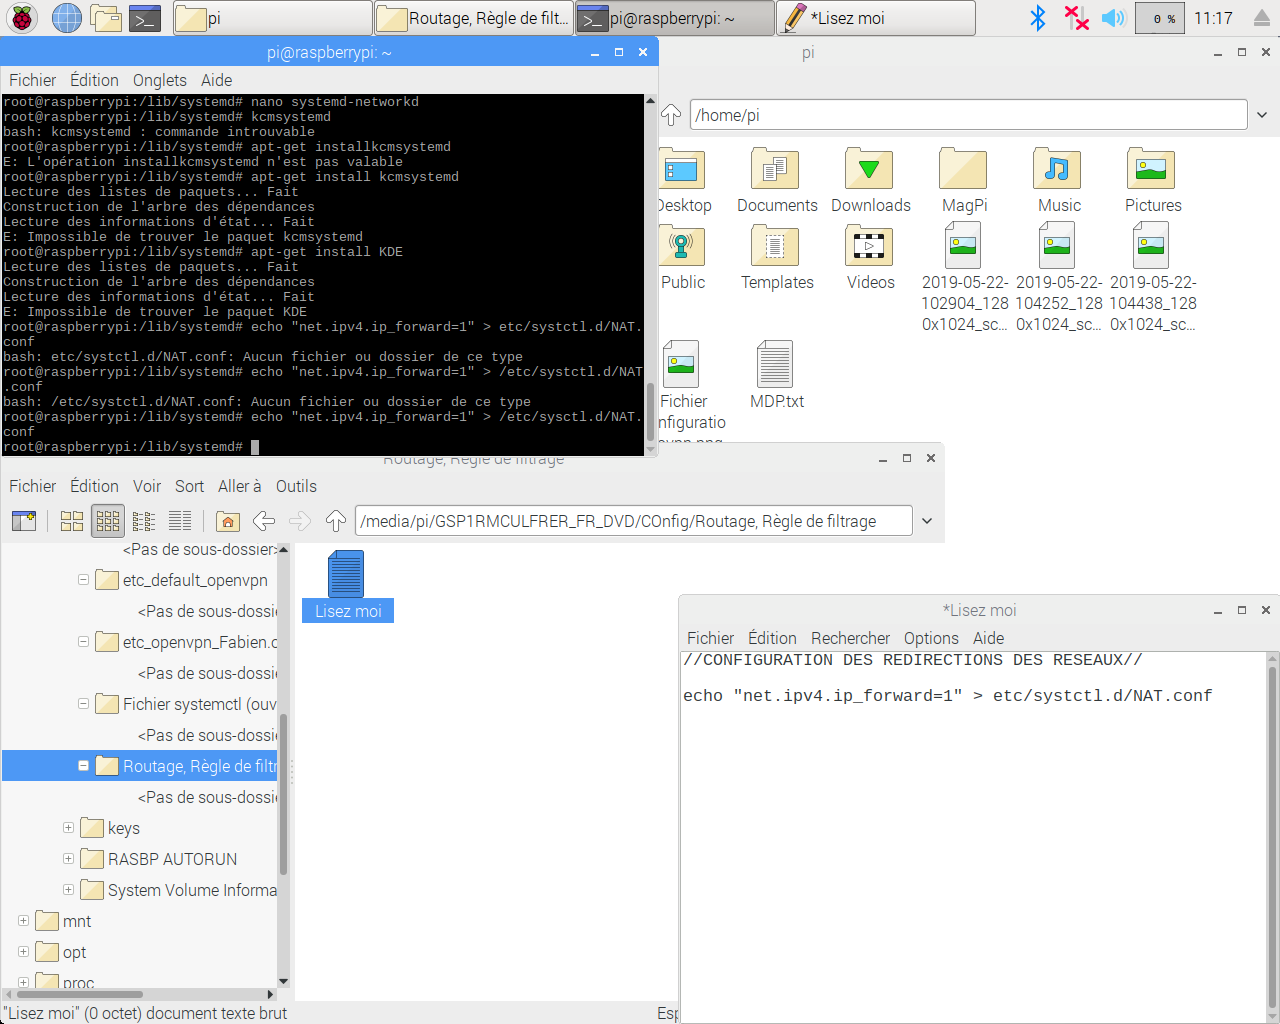 pi
Routage, Règle de filt...
pi@raspberrypi: ~
*Lisez moi
0 %
11:17
pi@raspberrypi: ~
Fichier Édition Onglets Aide
root@raspberrypi:/lib/systemd# nano systemd-networkd
root@raspberrypi:/lib/systemd# kcmsystemd
bash: kcmsystemd : commande introuvable
root@raspberrypi:/lib/systemd# apt-get installkcmsystemd
E: L'opération installkcmsystemd n'est pas valable
root@raspberrypi:/lib/systemd# apt-get install kcmsystemd
Lecture des listes de paquets... Fait
Construction de l'arbre des dépendances
Lecture des informations d'état... Fait
E: Impossible de trouver le paquet kcmsystemd
root@raspberrypi:/lib/systemd# apt-get install KDE
Lecture des listes de paquets... Fait
Construction de l'arbre des dépendances
Lecture des informations d'état... Fait
E: Impossible de trouver le paquet KDE
root@raspberrypi:/lib/systemd# echo "net.ipv4.ip_forward=1" > etc/systctl.d/NAT.
conf
bash: etc/systctl.d/NAT.conf: Aucun fichier ou dossier de ce type
root@raspberrypi:/lib/systemd# echo "net.ipv4.ip_forward=1" > /etc/systctl.d/NAT
.conf
bash: /etc/systctl.d/NAT.conf: Aucun fichier ou dossier de ce type
root@raspberrypi:/lib/systemd# echo "net.ipv4.ip_forward=1" > /etc/sysctl.d/NAT.
conf
root@raspberrypi:/lib/systemd#
pi
/home/pi
Desktop
Documents
Downloads
MagPi
Music
Pictures
Public
Templates
Videos
2019-05-22-
102904_128
0x1024_sc...
2019-05-22-
104252_128
0x1024_sc...
2019-05-22-
104438_128
0x1024_sc...
Fichier
nfiguratio
MDP.txt
Routage, Règle de filtrage
Fichier Édition Voir Sort Aller à Outils
/media/pi/GSP1RMCULFRER_FR_DVD/COnfig/Routage, Règle de filtrage
<Pas de sous-dossier>
etc_default_openvpn
<Pas de sous-dossie
etc_openvpn_Fabien.c
<Pas de sous-dossie
Fichier systemctl (ouv
<Pas de sous-dossie
Routage, Règle de filtr
<Pas de sous-dossie
keys
RASBP AUTORUN
System Volume Informa
mnt
opt
proc
Lisez moi
"Lisez moi" (0 octet) document texte brut
Esp
*Lisez moi
Fichier Édition Rechercher Options Aide
//CONFIGURATION DES REDIRECTIONS DES RESEAUX//
echo "net.ipv4.ip_forward=1" > etc/systctl.d/NAT.conf